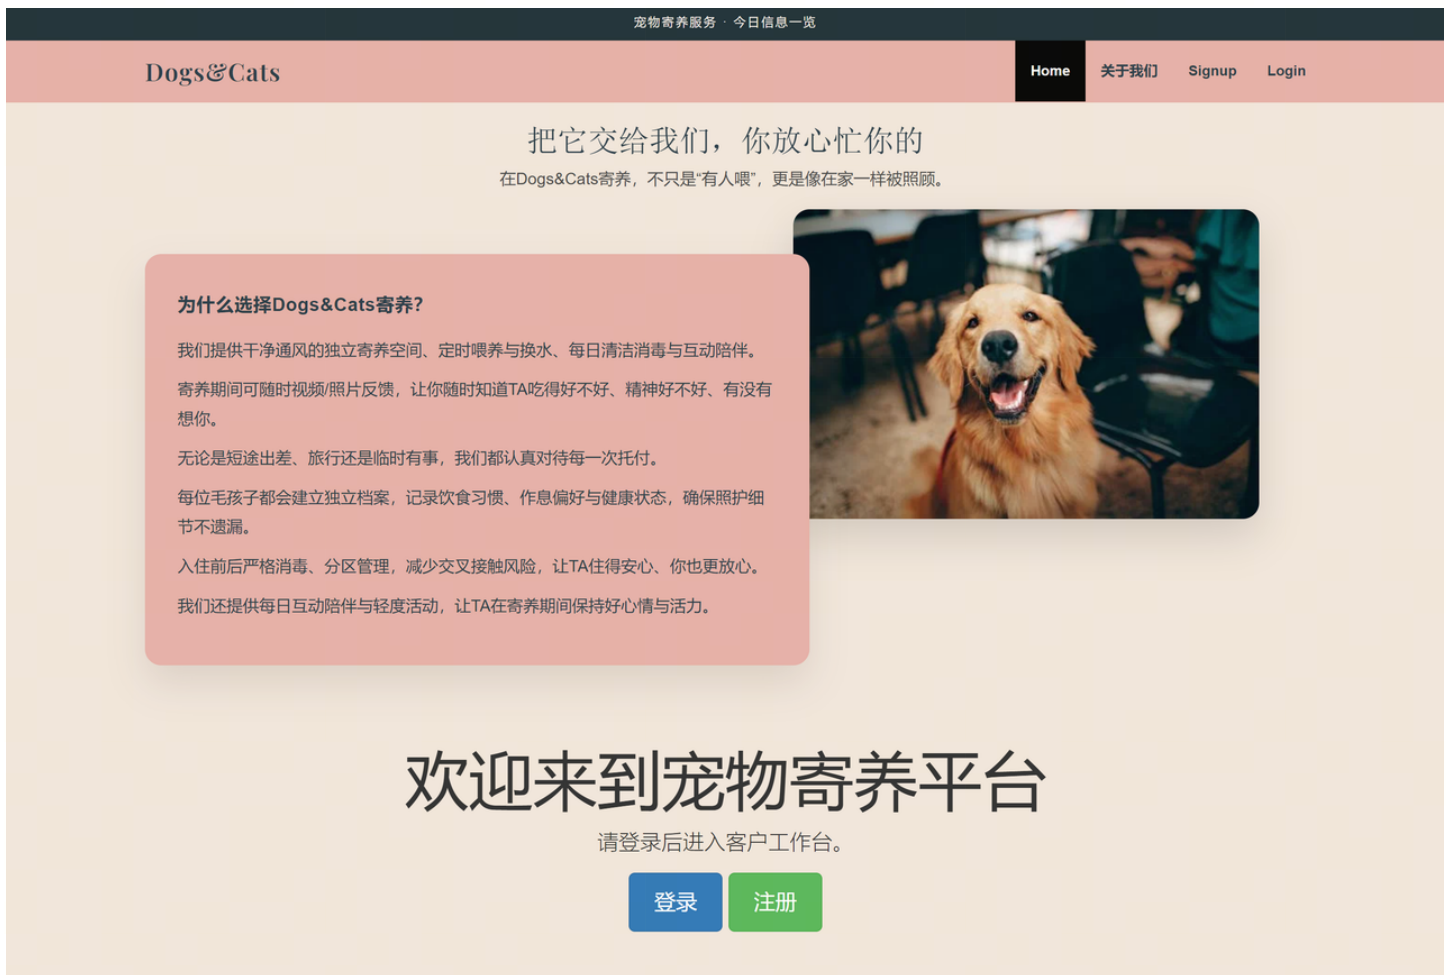 宠物寄养服务 · 今日信息一览
Dogs&Cats
Home 关于我们 Signup Login
把它交给我们，你放心忙你的
在Dogs&Cats寄养，不只是“有人喂”，更是像在家一样被照顾。
为什么选择Dogs&Cats寄养？
我们提供干净通风的独立寄养空间、定时喂养与换水、每日清洁消毒与互动陪伴。
寄养期间可随时视频/照片反馈，让你随时知道TA吃得好不好、精神好不好、有没有
想你。
无论是短途出差、旅行还是临时有事，我们都认真对待每一次托付。
每位毛孩子都会建立独立档案，记录饮食习惯、作息偏好与健康状态，确保照护细
节不遗漏。
入住前后严格消毒、分区管理，减少交叉接触风险，让TA住得安心、你也更放心。
我们还提供每日互动陪伴与轻度活动，让TA在寄养期间保持好心情与活力。
欢迎来到宠物寄养平台
请登录后进入客户工作台。
登录 注册